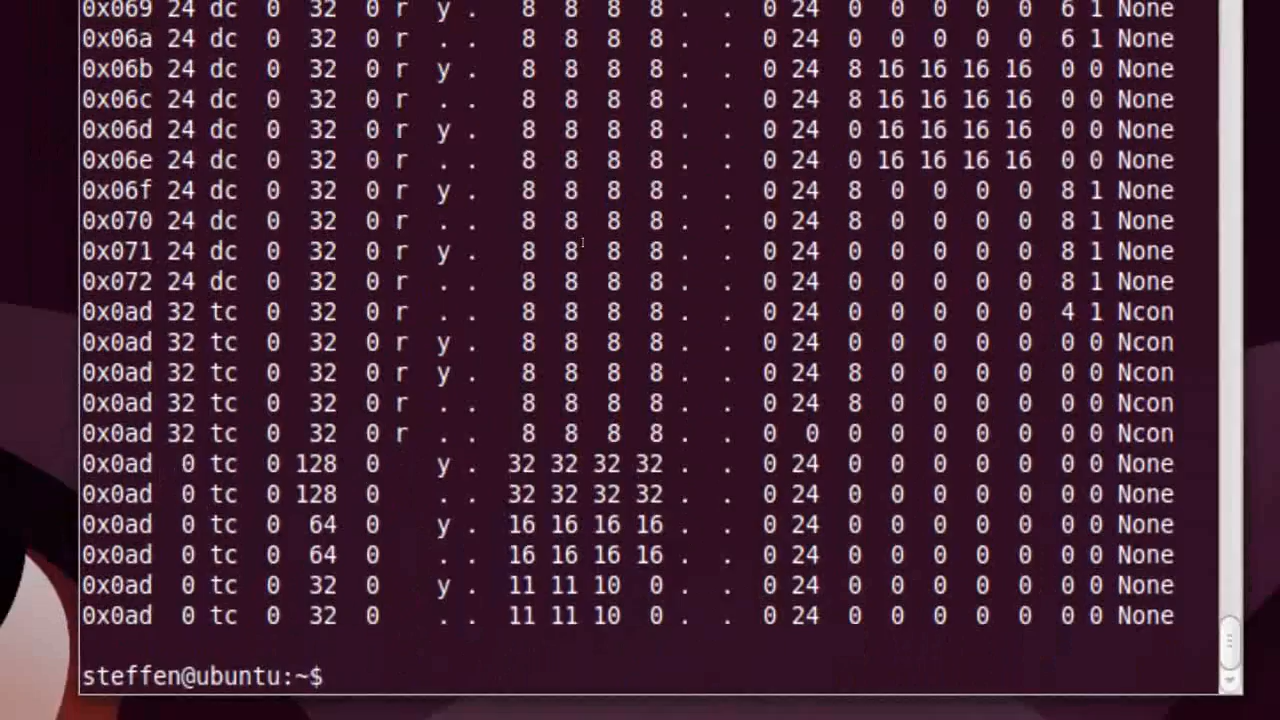 0x069 24 dc  0  32  0 r  y .   8  8  8  8 .  .  0 24  0  0  0  0  0  6 1 None
0x06a 24 dc  0  32  0 r  . .   8  8  8  8 .  .  0 24  0  0  0  0  0  6 1 None
0x06b 24 dc  0  32  0 r  y .   8  8  8  8 .  .  0 24  8 16 16 16 16  0 0 None
0x06c 24 dc  0  32  0 r  . .   8  8  8  8 .  .  0 24  8 16 16 16 16  0 0 None
0x06d 24 dc  0  32  0 r  y .   8  8  8  8 .  .  0 24  0 16 16 16 16  0 0 None
0x06e 24 dc  0  32  0 r  . .   8  8  8  8 .  .  0 24  0 16 16 16 16  0 0 None
0x06f 24 dc  0  32  0 r  y .   8  8  8  8 .  .  0 24  8  0  0  0  0  8 1 None
0x070 24 dc  0  32  0 r  . .   8  8  8  8 .  .  0 24  8  0  0  0  0  8 1 None
0x071 24 dc  0  32  0 r  y .   8  8  8  8 .  .  0 24  0  0  0  0  0  8 1 None
0x072 24 dc  0  32  0 r  . .   8  8  8  8 .  .  0 24  0  0  0  0  0  8 1 None
0x0ad 32 tc  0  32  0 r  . .   8  8  8  8 .  .  0 24  0  0  0  0  0  4 1 Ncon
0x0ad 32 tc  0  32  0 r  y .   8  8  8  8 .  .  0 24  0  0  0  0  0  0 0 Ncon
0x0ad 32 tc  0  32  0 r  y .   8  8  8  8 .  .  0 24  8  0  0  0  0  0 0 Ncon
0x0ad 32 tc  0  32  0 r  . .   8  8  8  8 .  .  0 24  8  0  0  0  0  0 0 Ncon
0x0ad 32 tc  0  32  0 r  . .   8  8  8  8 .  .  0  0  0  0  0  0  0  0 0 Ncon
0x0ad  0 tc  0 128  0    y .  32 32 32 32 .  .  0 24  0  0  0  0  0  0 0 None
0x0ad  0 tc  0 128  0    . .  32 32 32 32 .  .  0 24  0  0  0  0  0  0 0 None
0x0ad  0 tc  0  64  0    y .  16 16 16 16 .  .  0 24  0  0  0  0  0  0 0 None
0x0ad  0 tc  0  64  0    . .  16 16 16 16 .  .  0 24  0  0  0  0  0  0 0 None
0x0ad  0 tc  0  32  0    y .  11 11 10  0 .  .  0 24  0  0  0  0  0  0 0 None
0x0ad  0 tc  0  32  0    . .  11 11 10  0 .  .  0 24  0  0  0  0  0  0 0 None
steffen@ubuntu:~$